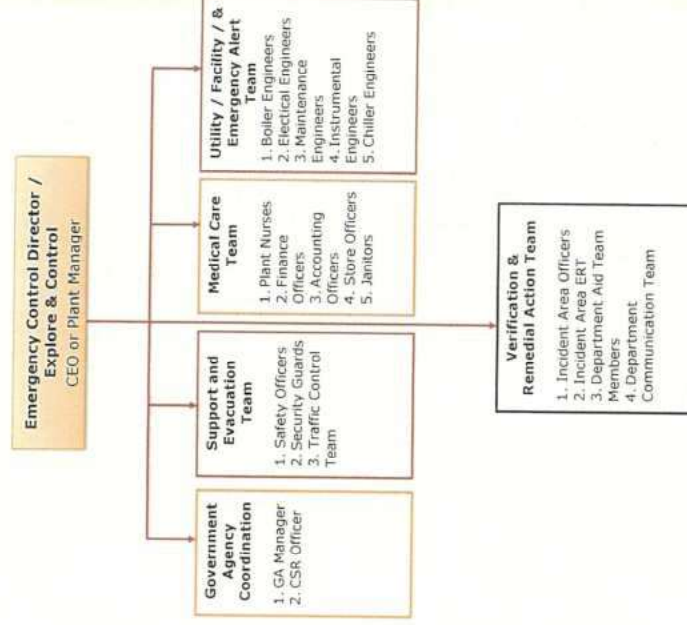 Emergency Control Director /
Explore & Control
CEO or Plant Manager
Government
Agency
Coordination
1. GA Manager
2. CSR Officer
Support and
Evacuation
Team
1. Safety Officers
2. Security Guards
3. Traffic Control
Team
Medical Care
Team
1. Plant Nurses
2. Finance
Officers
3. Accounting
Officers
4. Store Officers
5. Janitors
Utility / Facility / &
Emergency Alert
Team
1. Boiler Engineers
2. Electical Engineers
3. Maintenance
Engineers
4. Instrumental
Engineers
5. Chiller Engineers
Verification &
Remedial Action Team
1. Incident Area Officers
2. Incident Area ERT
3. Department Aid Team
Members
4. Department
Communication Team